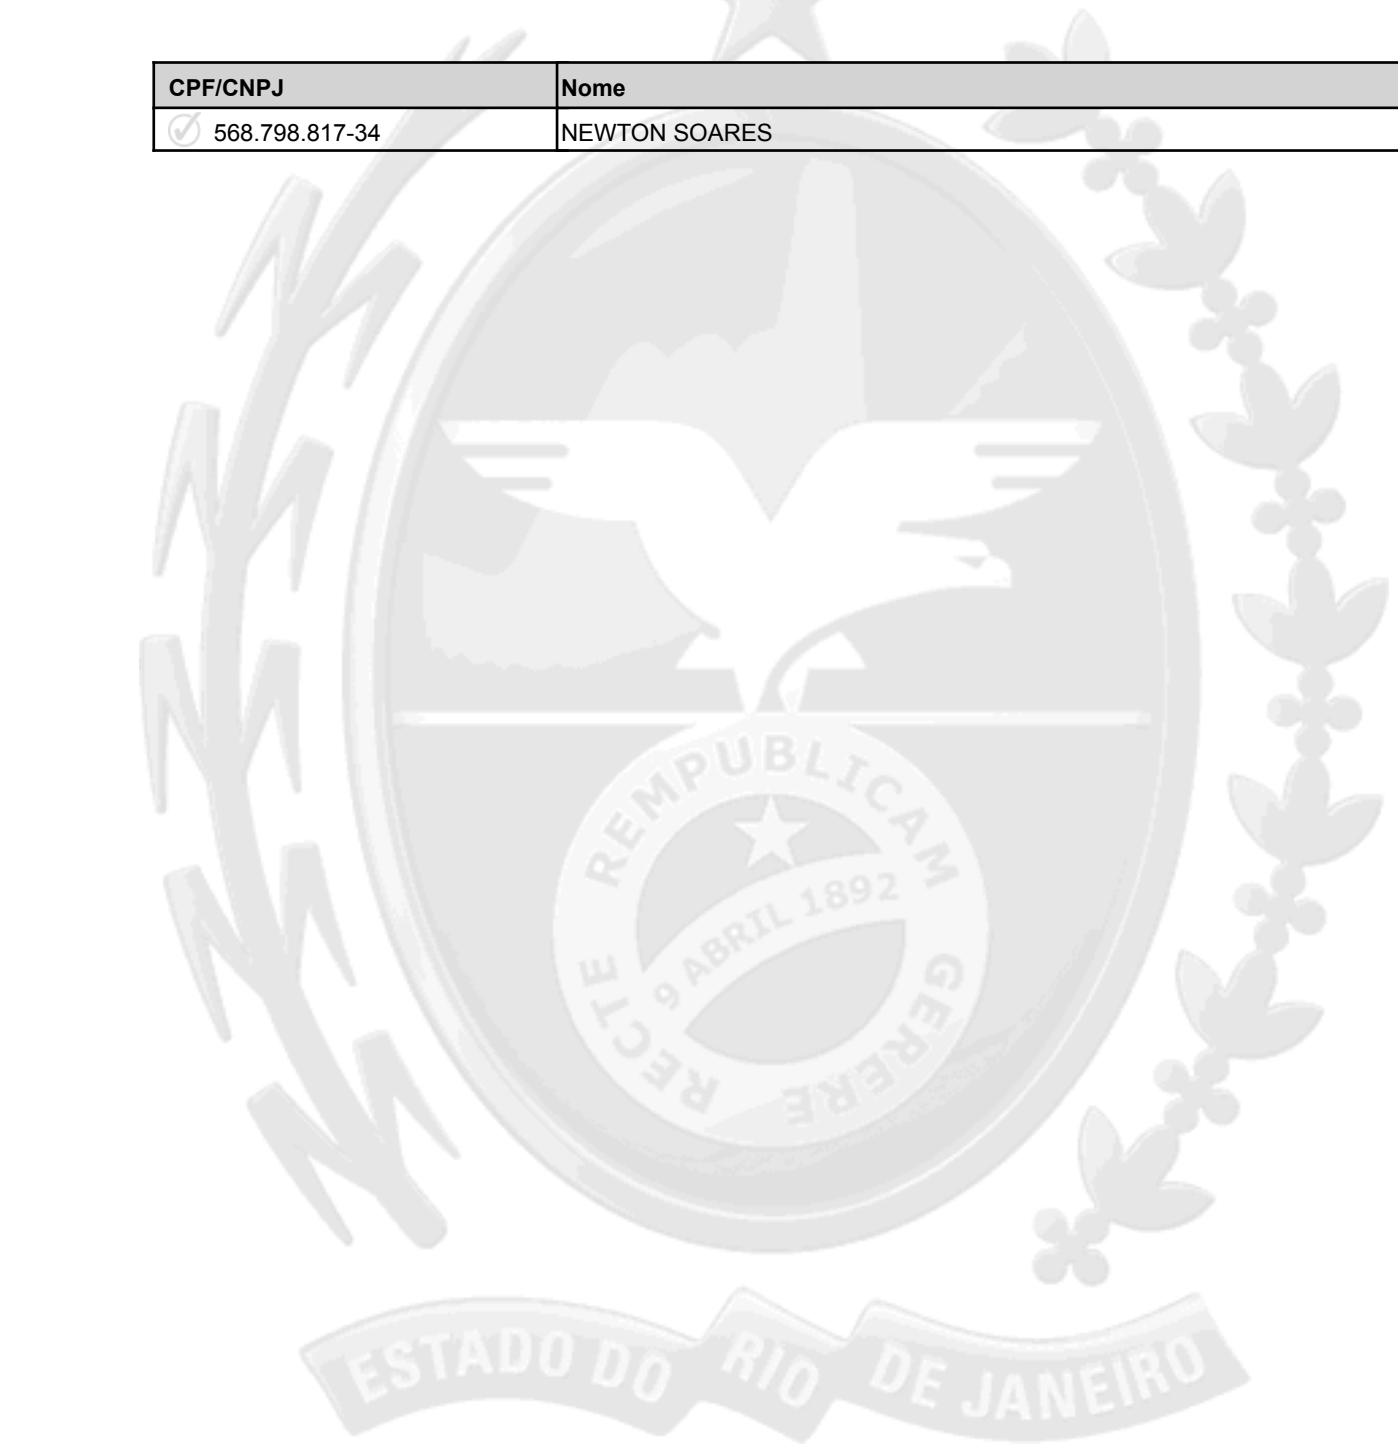 CPF/CNPJ Nome
568.798.817-34 NEWTON SOARES
REMPUBLICAM
9 ABRIL 1892
RECTE GERERE
ESTADO DO RIO DE JANEIRO